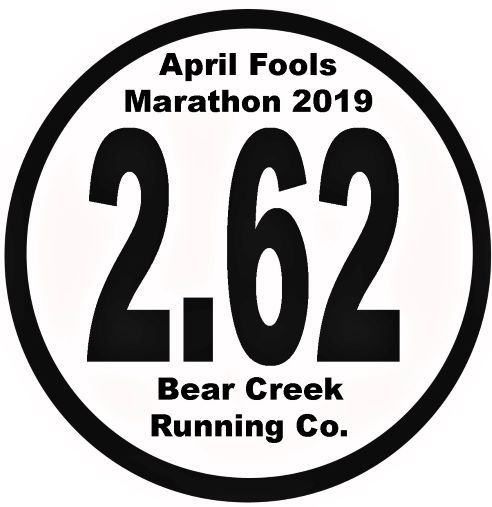 April Fools
Marathon 2019
2.62
Bear Creek
Running Co.